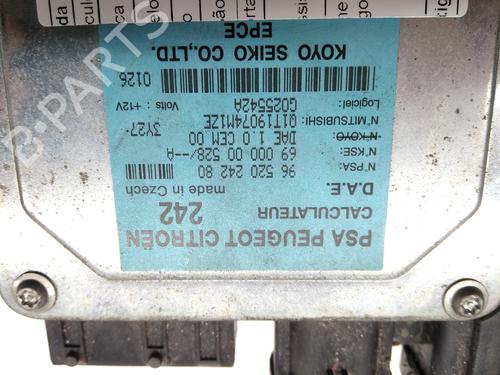 PSA PEUGEOT CITROËN
CALCULATEUR 242
D.A.E. made in Czech
N°PSA: 96 520 242 80
N°KSE: 69 000 00 528/--A
N°KOYO: DAE 1.0 CEM 00
N°MITSUBISHI: Q1T19074M1ZE 3Y27-
Logiciel: G025542A Volts : +12V
0126
KOYO SEIKO CO.,LTD.
EPCE
B-PARTS